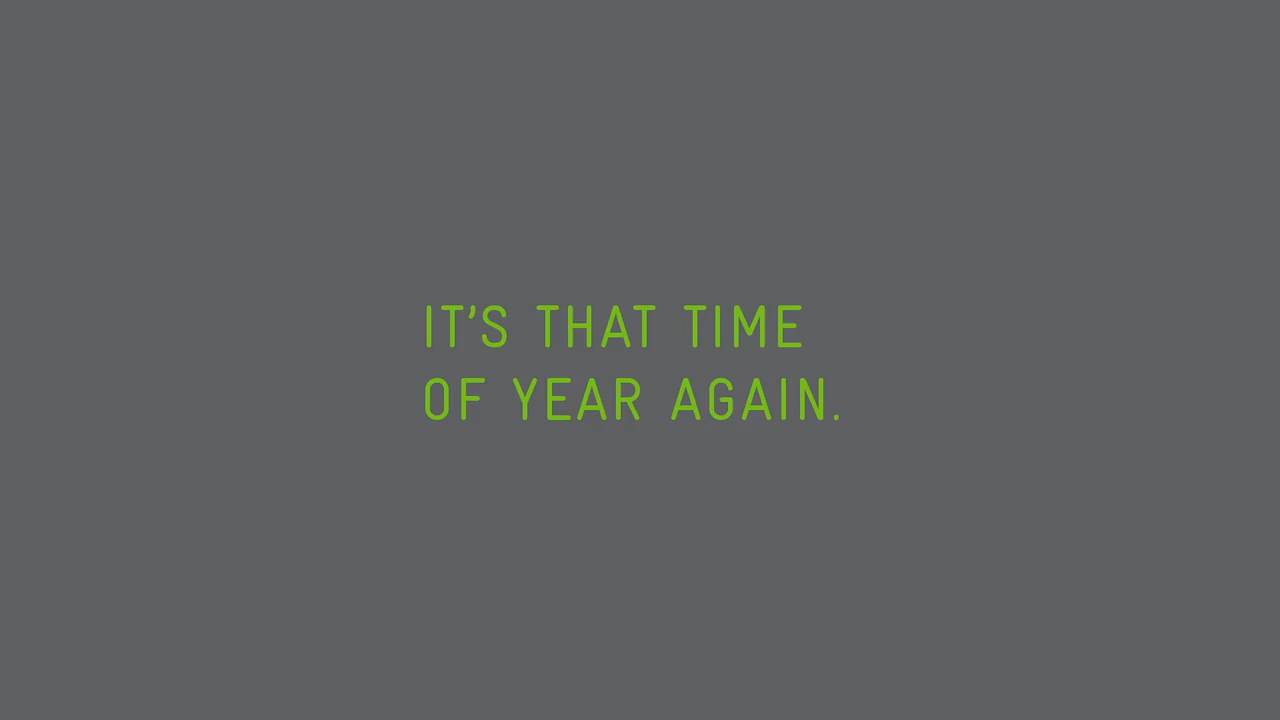 IT’S THAT TIME
OF YEAR AGAIN.